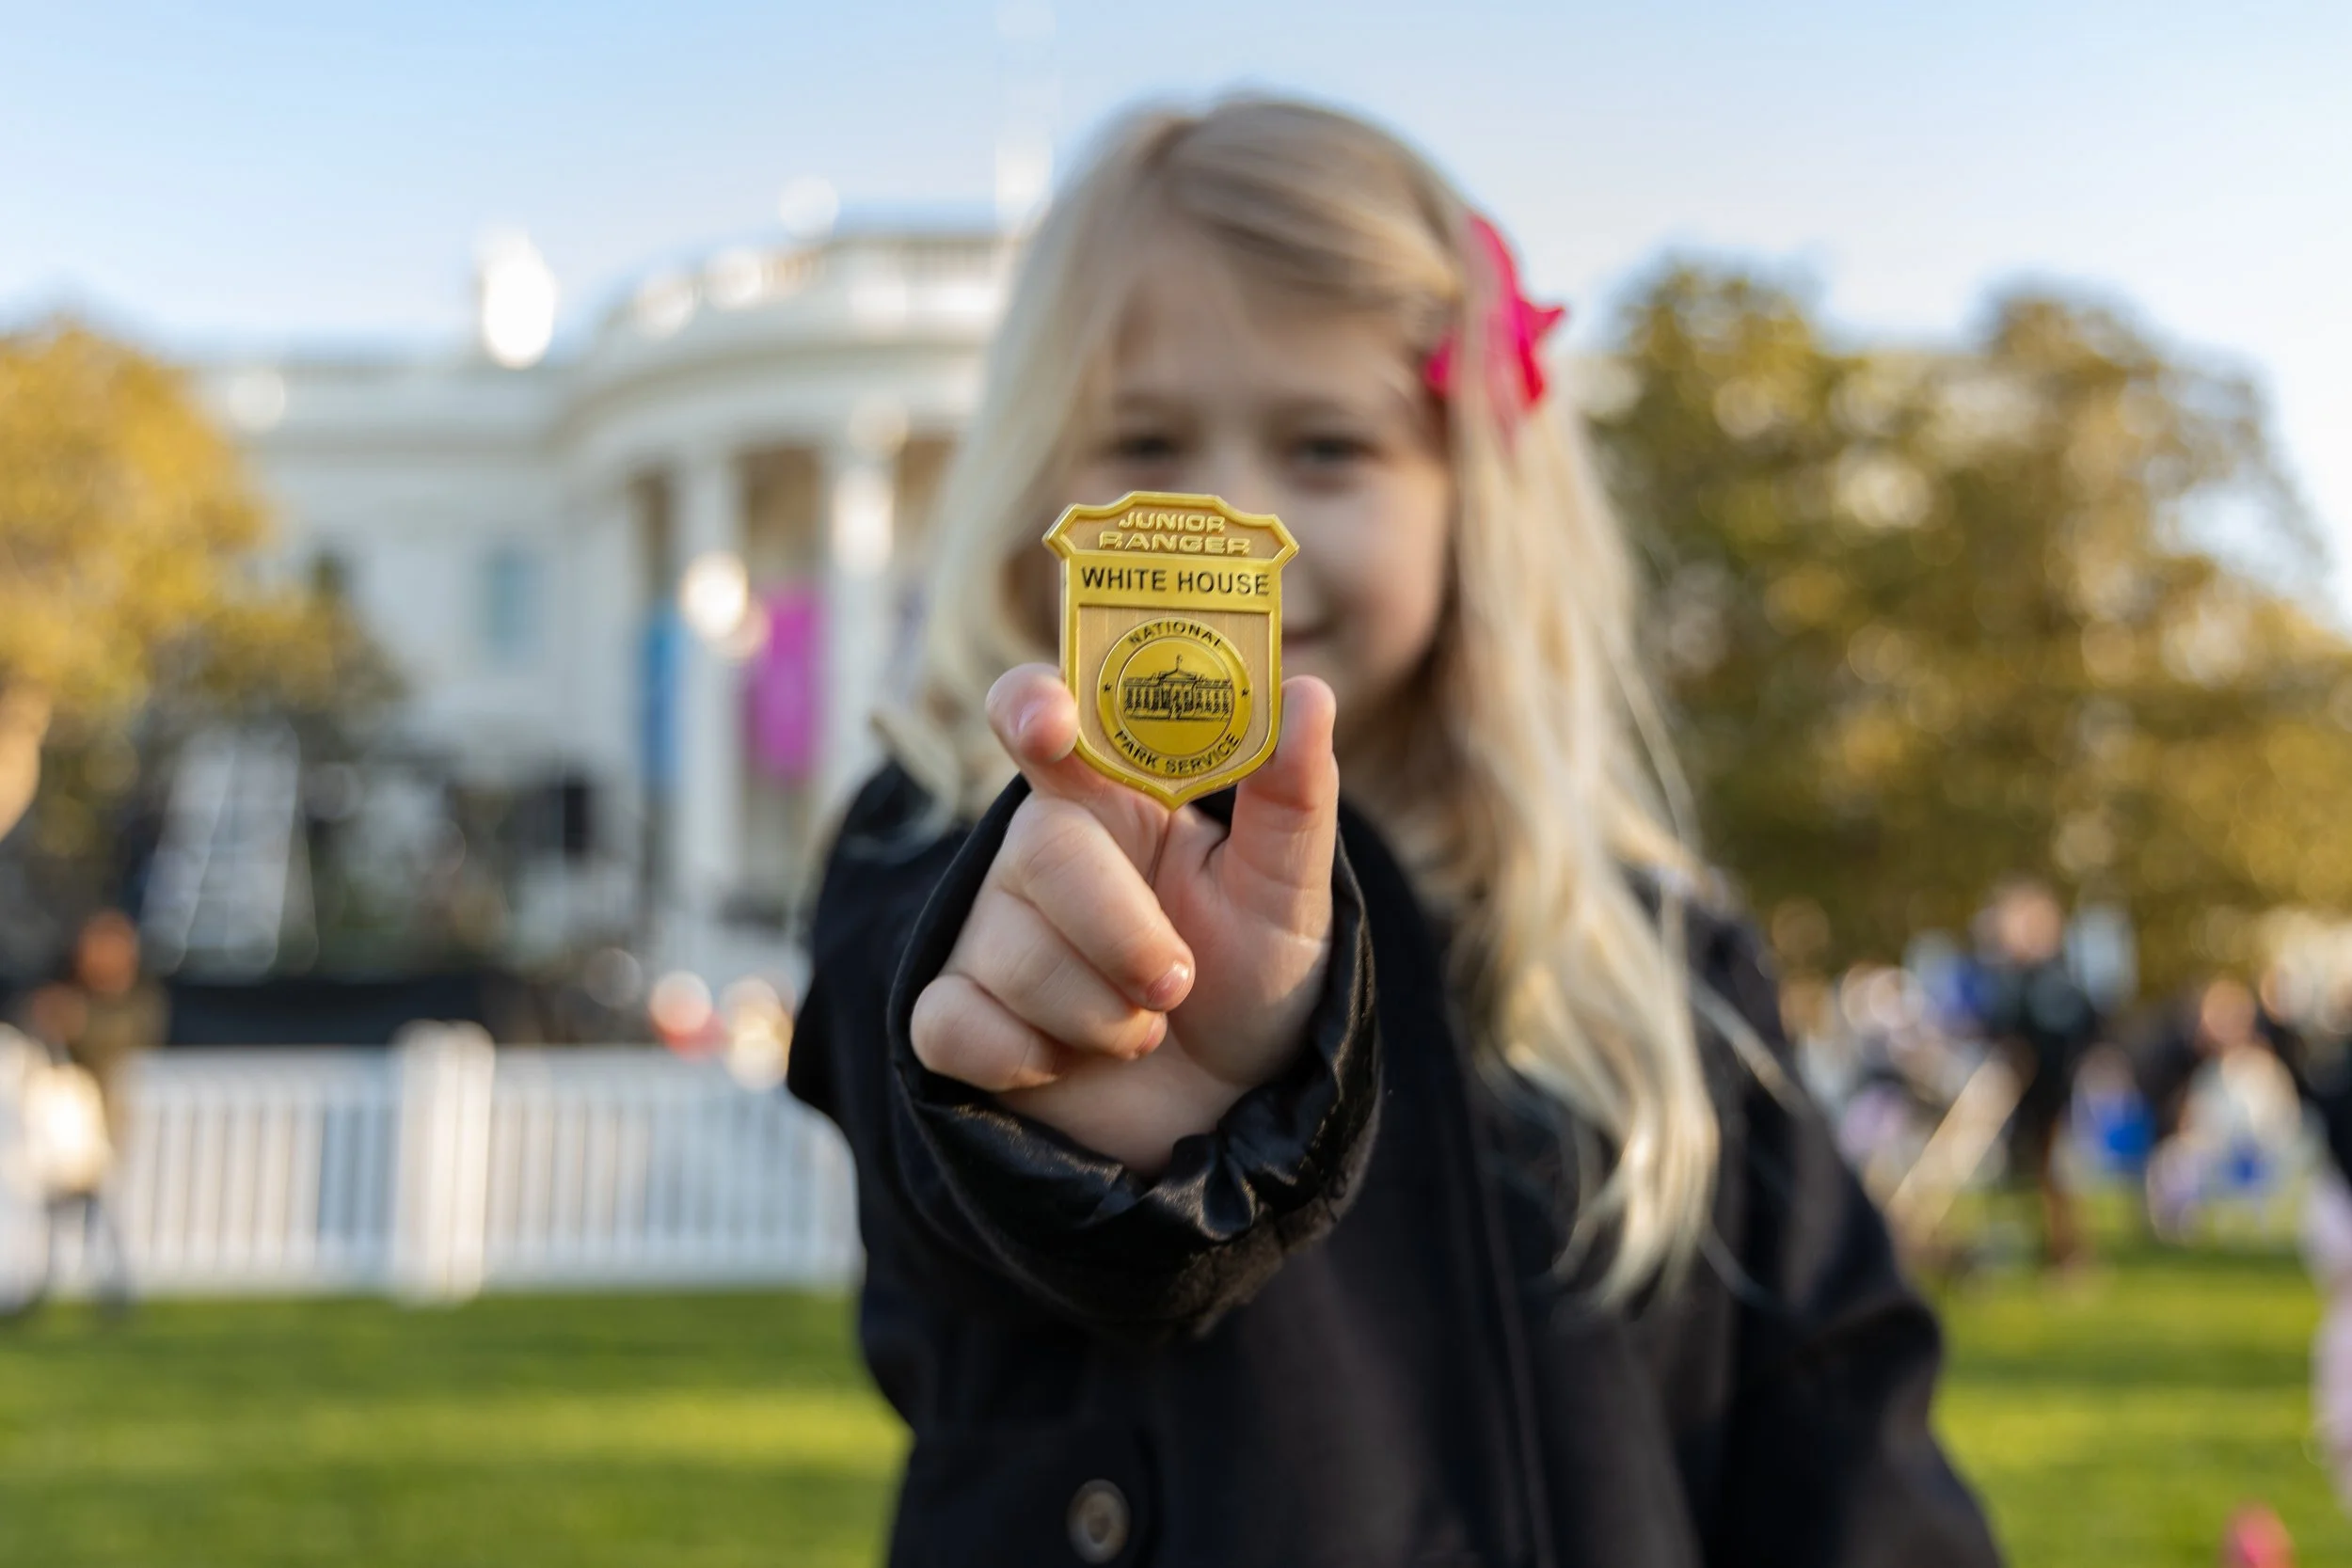 JUNIOR
RANGER
WHITE HOUSE
NATIONAL
PARK SERVICE